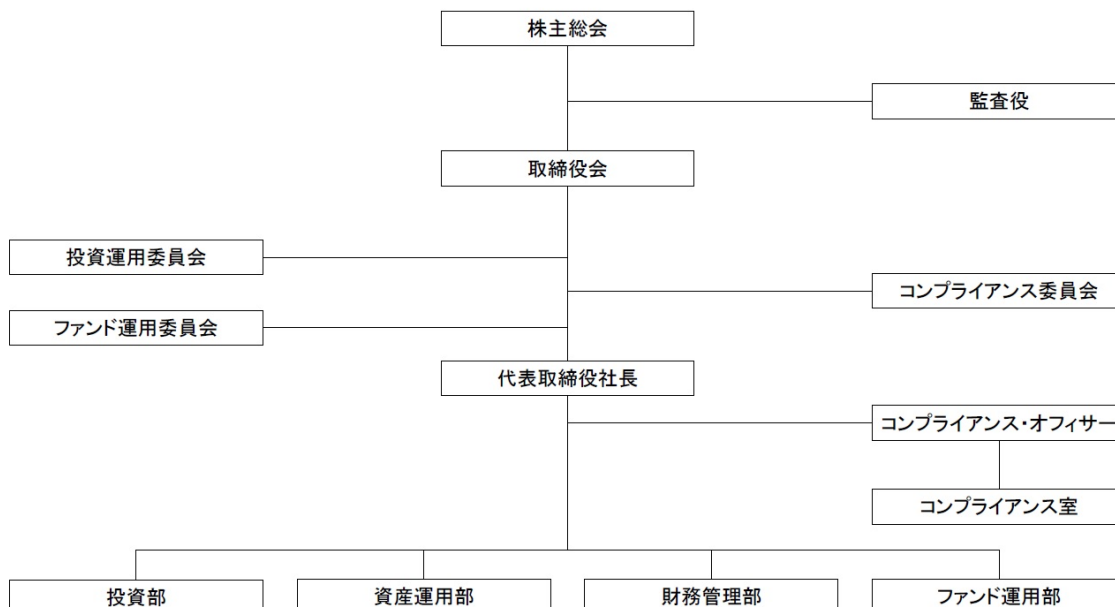 株主総会
監査役
取締役会
投資運用委員会
コンプライアンス委員会
ファンド運用委員会
代表取締役社長
コンプライアンス・オフィサー
コンプライアンス室
投資部
資産運用部
財務管理部
ファンド運用部